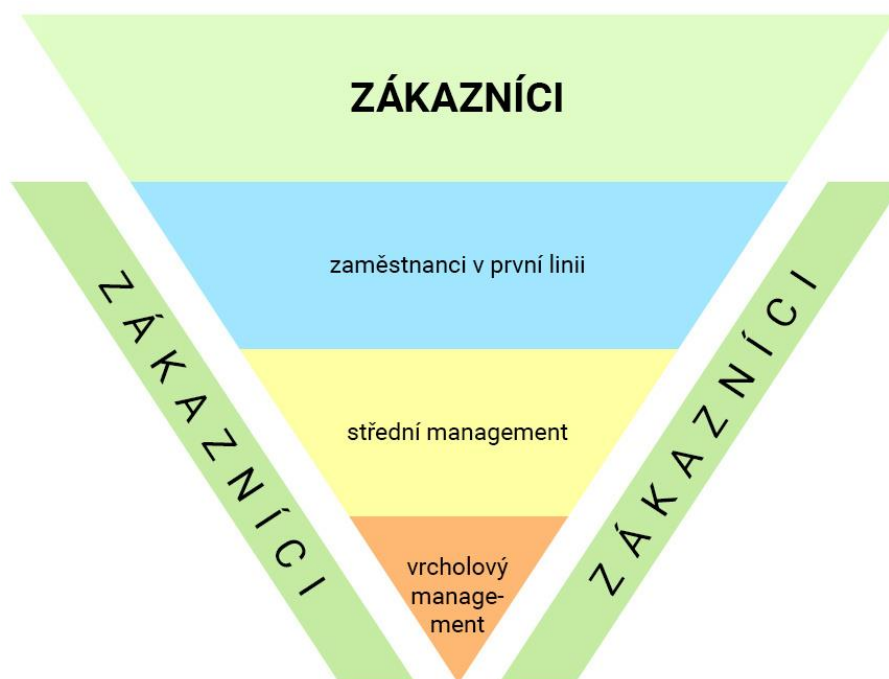 ZÁKAZNÍCI
zaměstnanci v první linii
střední management
vrcholový
manage-
ment
ZÁKAZNÍCI
ZÁKAZNÍCI